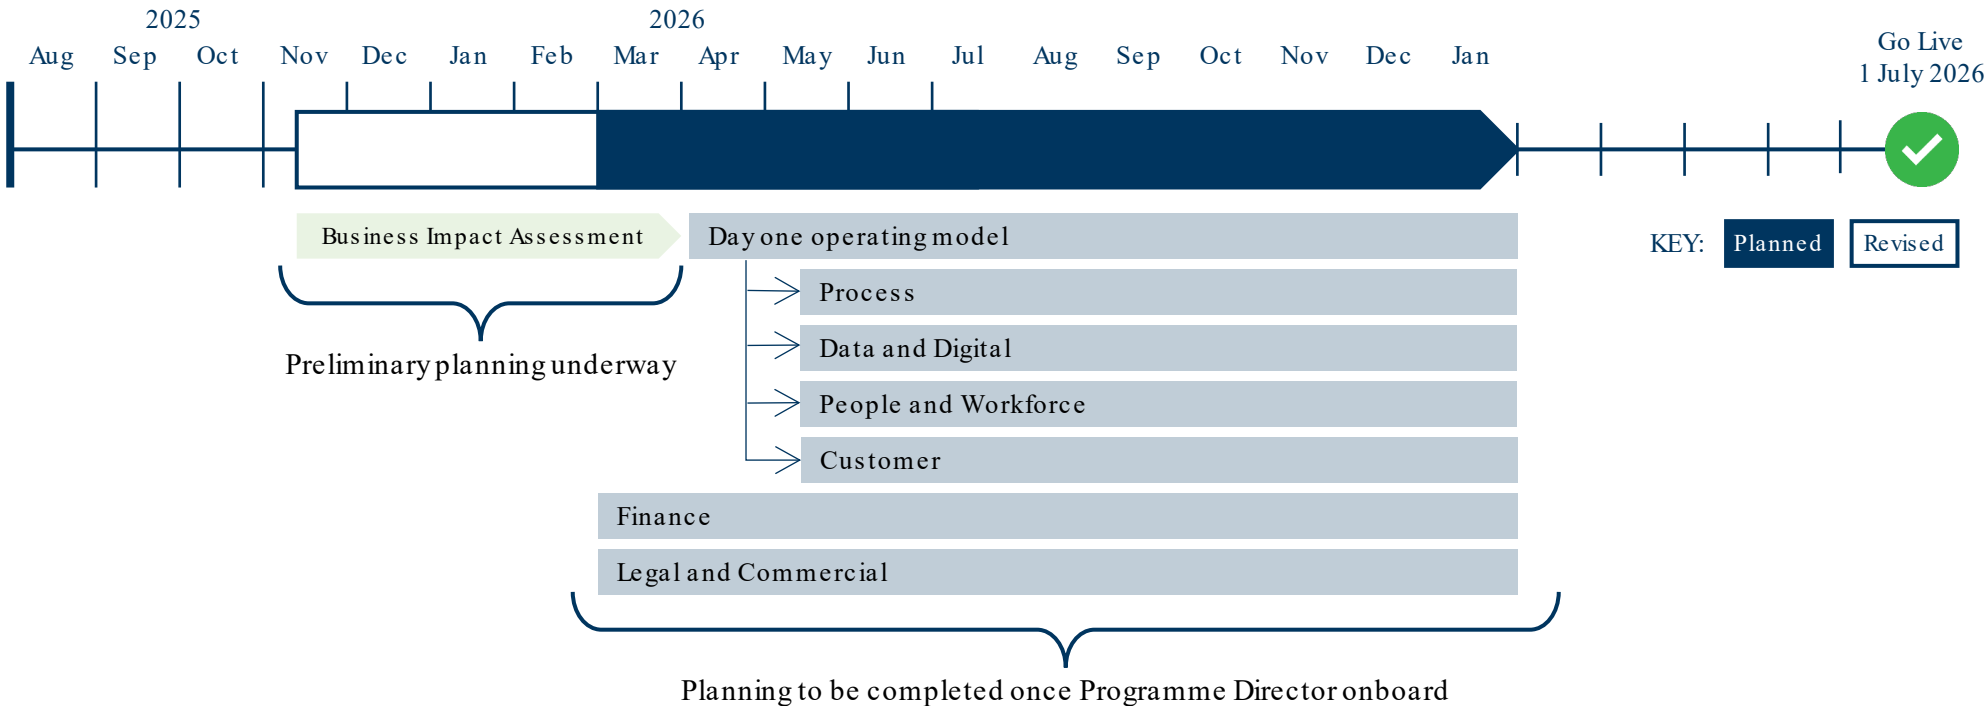 2025
2026
Aug Sep Oct Nov Dec Jan Feb Mar Apr May Jun Jul Aug Sep Oct Nov Dec Jan
Go Live
1 July 2026
Business Impact Assessment
Day one operating model
KEY: Planned Revised
Process
Data and Digital
Preliminary planning underway
People and Workforce
Customer
Finance
Legal and Commercial
Planning to be completed once Programme Director onboard